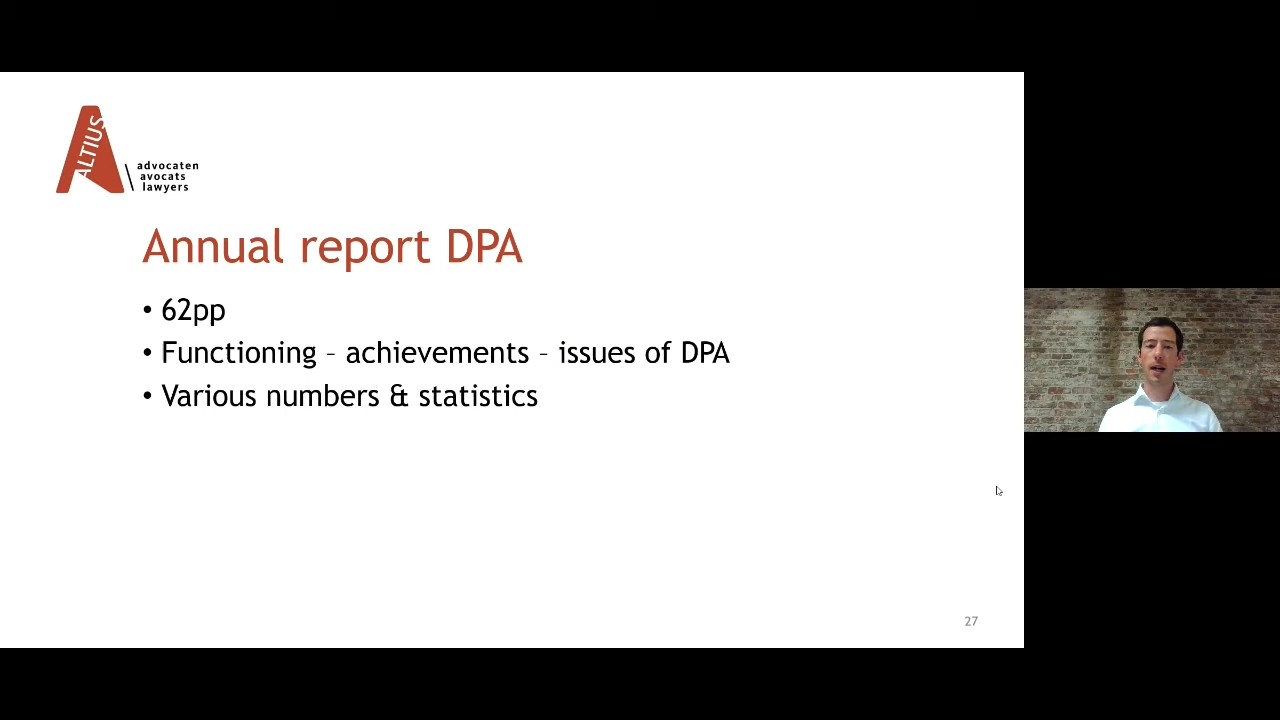 ALTIUS
advocaten
avocats
lawyers
Annual report DPA
• 62pp
• Functioning – achievements – issues of DPA
• Various numbers & statistics
27